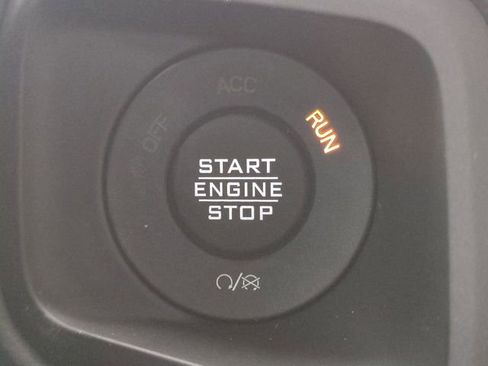 ACC
OFF
RUN
START
ENGINE
STOP